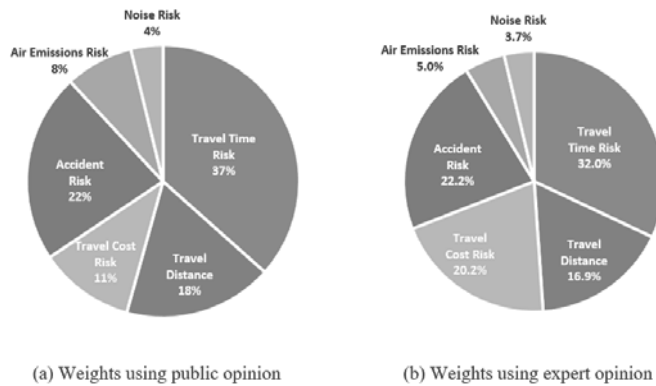 Noise Risk
4%
Air Emissions Risk
8%
Travel Time
Risk
37%
Accident
Risk
22%
Travel Cost
Risk
11%
Travel
Distance
18%
(a) Weights using public opinion
Noise Risk
3.7%
Air Emissions Risk
5.0%
Travel
Time Risk
32.0%
Accident
Risk
22.2%
Travel
Cost Risk
20.2%
Travel
Distance
16.9%
(b) Weights using expert opinion